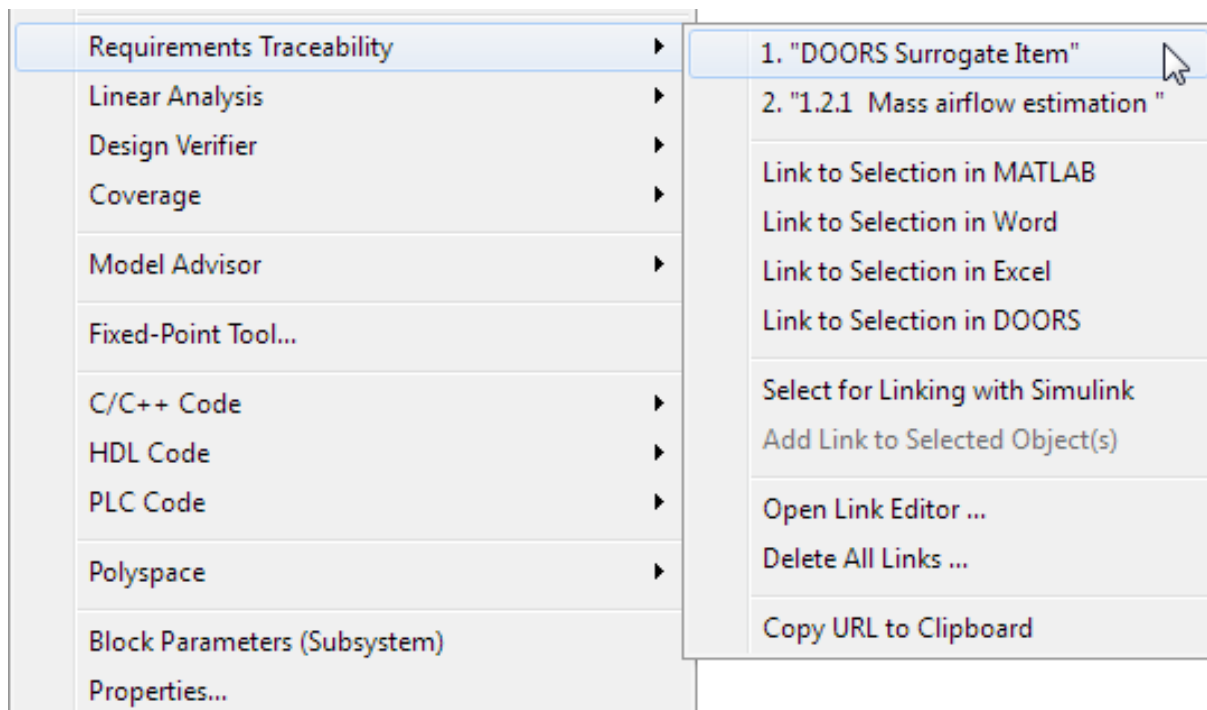 Requirements Traceability
Linear Analysis
Design Verifier
Coverage
Model Advisor
Fixed-Point Tool...
C/C++ Code
HDL Code
PLC Code
Polyspace
Block Parameters (Subsystem)
Properties...
1. "DOORS Surrogate Item"
2. "1.2.1  Mass airflow estimation "
Link to Selection in MATLAB
Link to Selection in Word
Link to Selection in Excel
Link to Selection in DOORS
Select for Linking with Simulink
Add Link to Selected Object(s)
Open Link Editor ...
Delete All Links ...
Copy URL to Clipboard